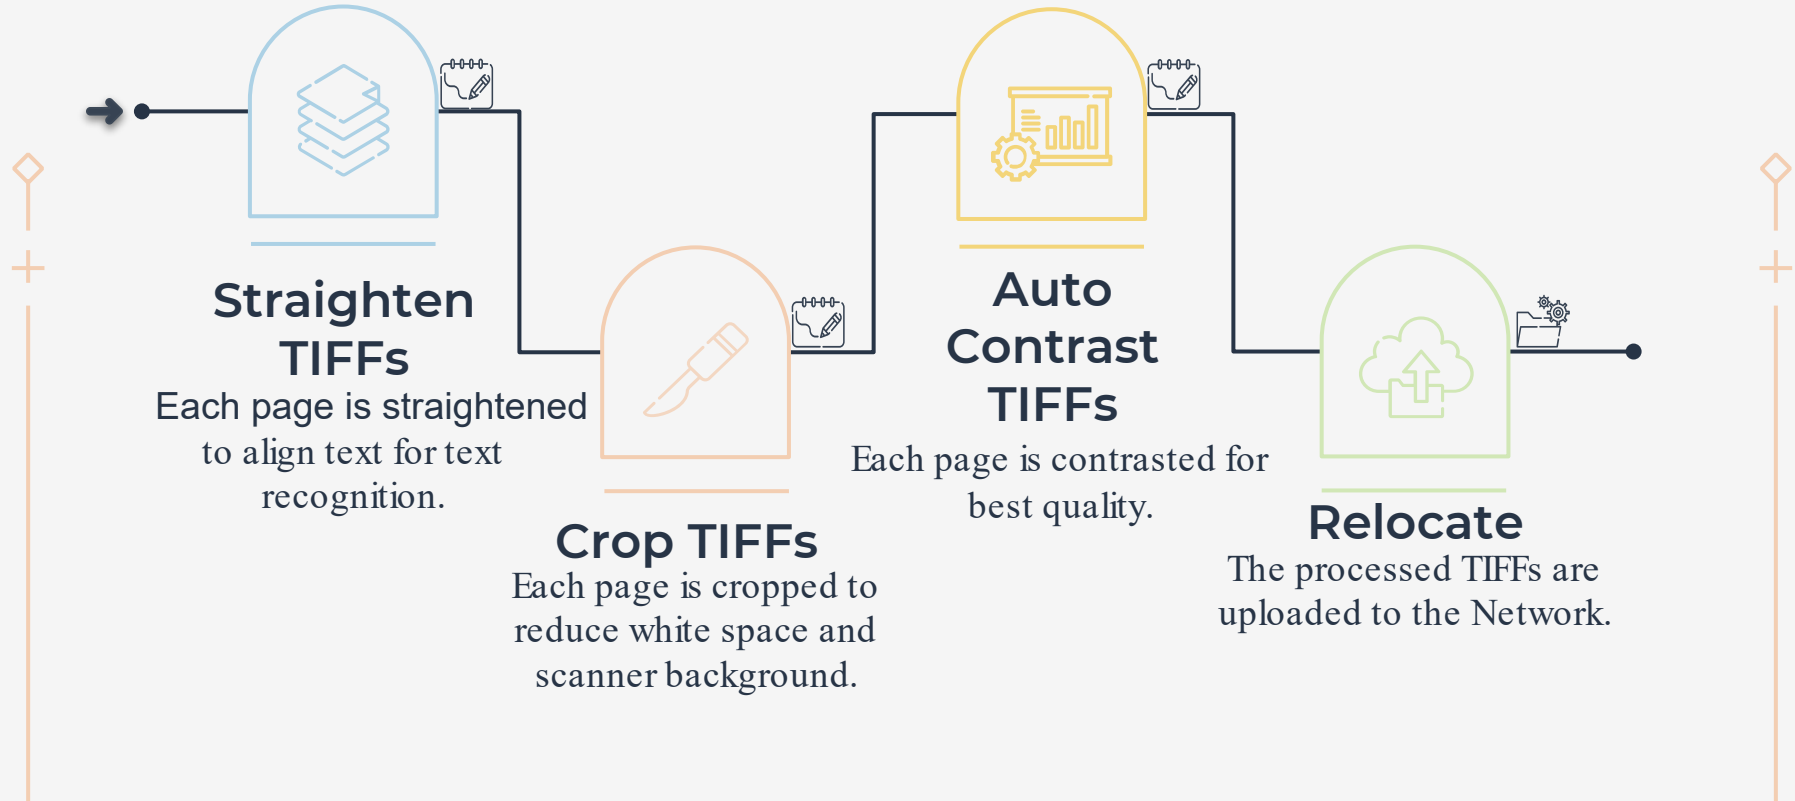 Straighten
TIFFs
Each page is straightened
to align text for text
recognition.
Crop TIFFs
Each page is cropped to
reduce white space and
scanner background.
Auto
Contrast
TIFFs
Each page is contrasted for
best quality.
Relocate
The processed TIFFs are
uploaded to the Network.